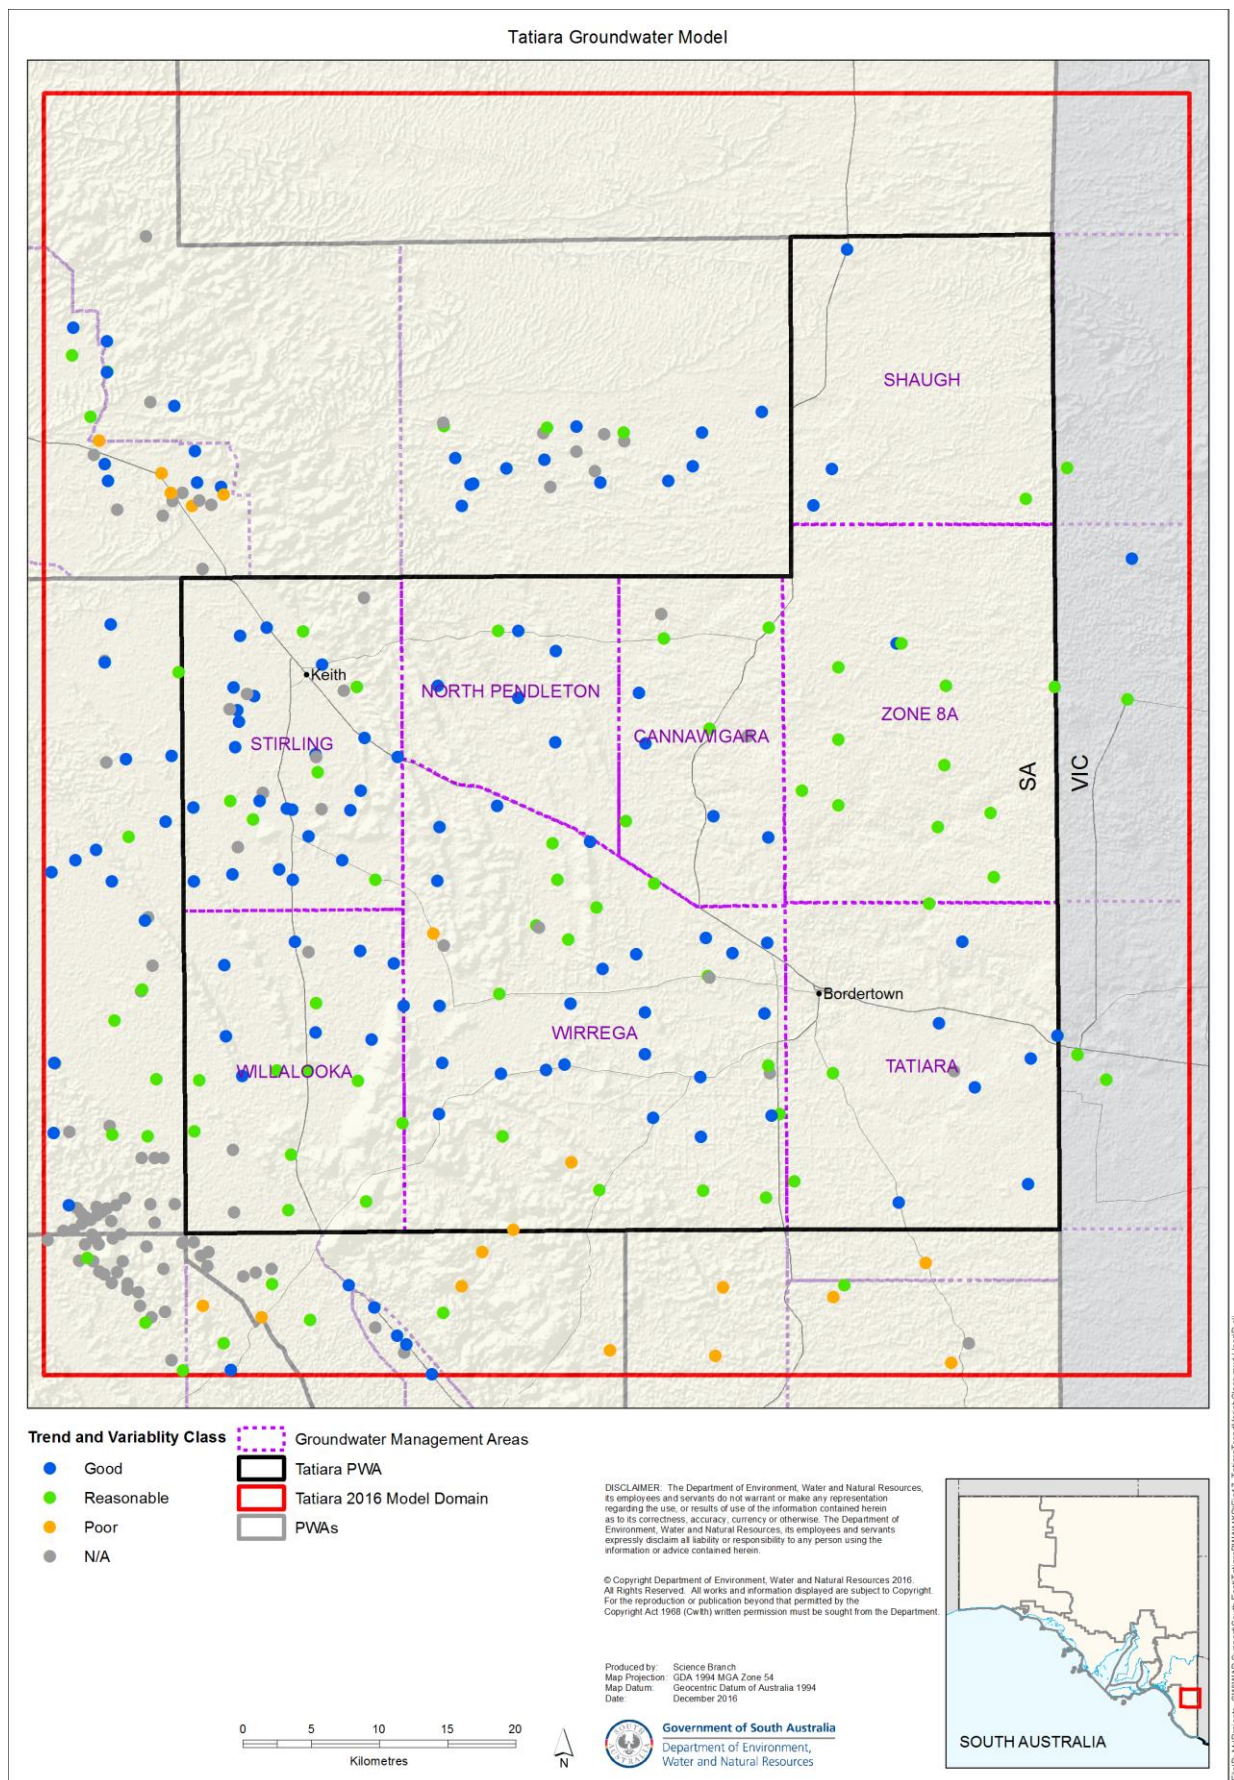 Tatiara Groundwater Model
SHAUGH
Keith
NORTH PENDLETON
STIRLING
CANNAWIGARA
ZONE 8A
SA
VIC
Bordertown
WIRREGA
WILLALOOKA
TATIARA
Trend and Variablity Class
Good
Reasonable
Poor
N/A
Groundwater Management Areas
Tatiara PWA
Tatiara 2016 Model Domain
PWAs
DISCLAIMER: The Department of Environment, Water and Natural Resources,
its employees and servants do not warrant or make any representation
regarding the use, or results of use of the information contained herein
as to its correctness, accuracy, currency or otherwise. The Department of
Environment, Water and Natural Resources, its employees and servants
expressly disclaim all liability or responsibility to any person using the
information or advice contained herein.
© Copyright Department of Environment, Water and Natural Resources 2016.
All Rights Reserved. All works and information displayed are subject to Copyright.
For the reproduction or publication beyond that permitted by the
Copyright Act 1968 (Cwlth) written permission must be sought from the Department.
Produced by: Science Branch
Map Projection: GDA 1994 MGA Zone 54
Map Datum: Geocentric Datum of Australia 1994
Date: December 2016
0 5 10 15 20
Kilometres
N
SOUTH AUSTRALIA
Government of South Australia
Department of Environment,
Water and Natural Resources
SOUTH AUSTRALIA